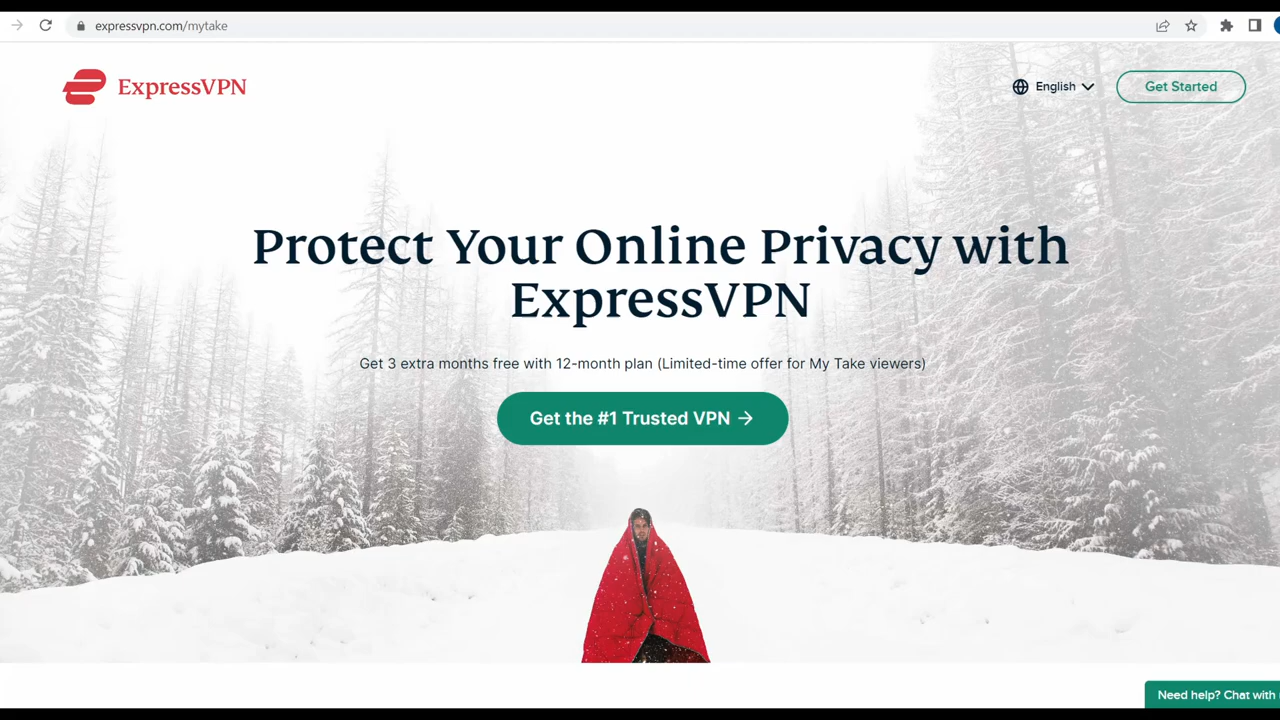 expressvpn.com/mytake
ExpressVPN
English
Get Started
Protect Your Online Privacy with
ExpressVPN
Get 3 extra months free with 12-month plan (Limited-time offer for My Take viewers)
Get the #1 Trusted VPN →
Need help? Chat with